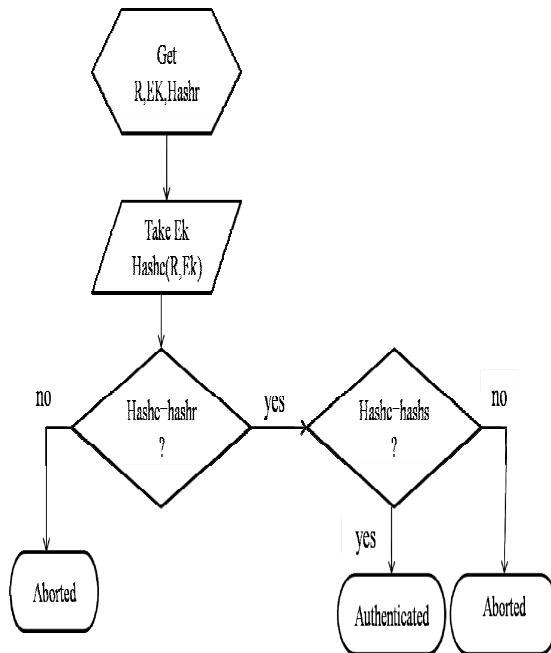 Get
R,EK,Hashr
Take Ek
Hashc(R,Ek)
no
Hashc=hashr
?
yes
Hashc=hashs
?
no
yes
Aborted
Authenticated
Aborted